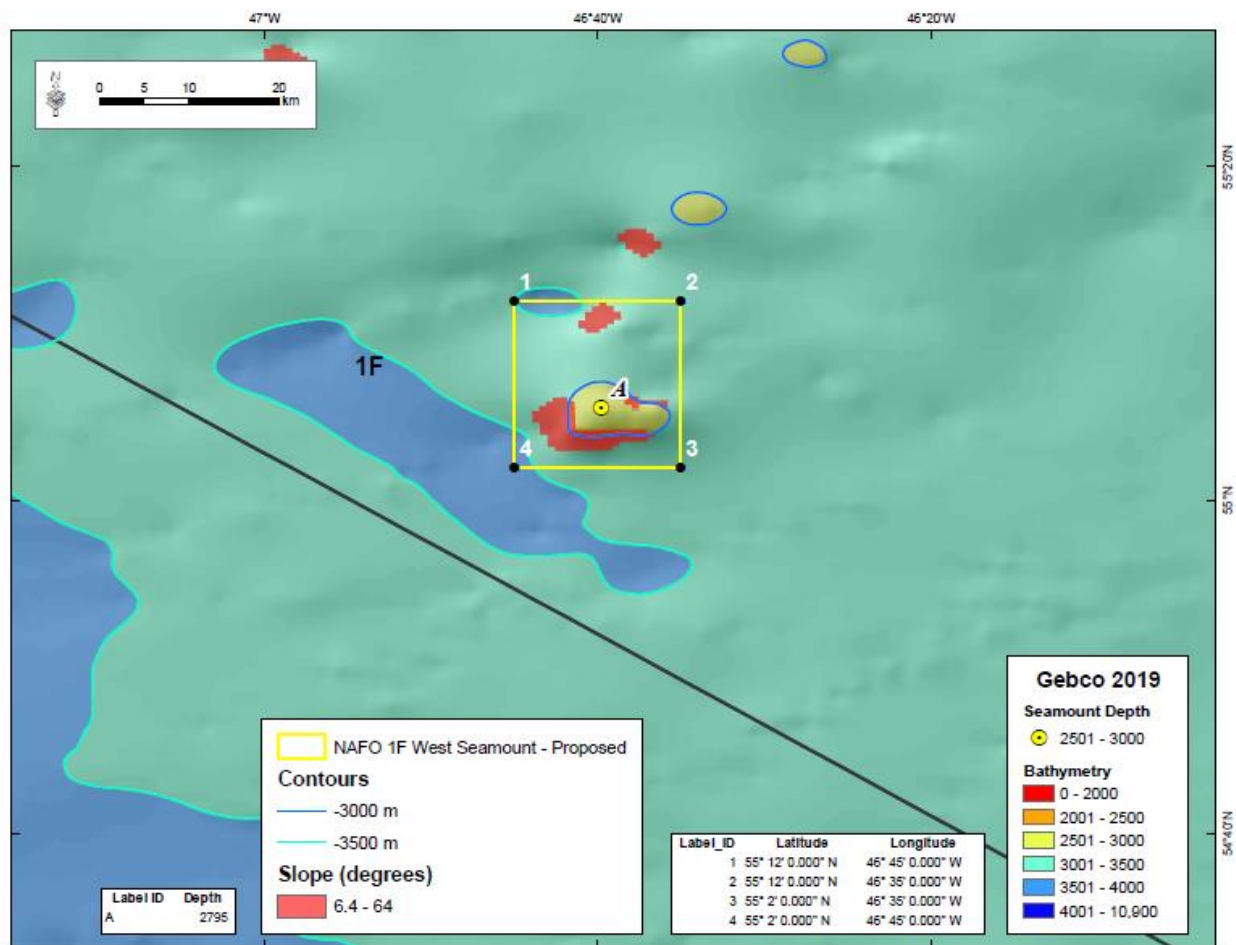 47°W 46°40'W 46°20'W
N
0 5 10 20
km
55°20'N
1 2
1F
A
4 3
55°N
54°40'N
NAFO 1F West Seamount - Proposed
Contours
-3000 m
-3500 m
Slope (degrees)
6.4 - 64
Label ID Depth
A 2795
Label_ID Latitude Longitude
1 55° 12' 0.000" N 46° 45' 0.000" W
2 55° 12' 0.000" N 46° 35' 0.000" W
3 55° 2' 0.000" N 46° 35' 0.000" W
4 55° 2' 0.000" N 46° 45' 0.000" W
Gebco 2019
Seamount Depth
2501 - 3000
Bathymetry
0 - 2000
2001 - 2500
2501 - 3000
3001 - 3500
3501 - 4000
4001 - 10,900